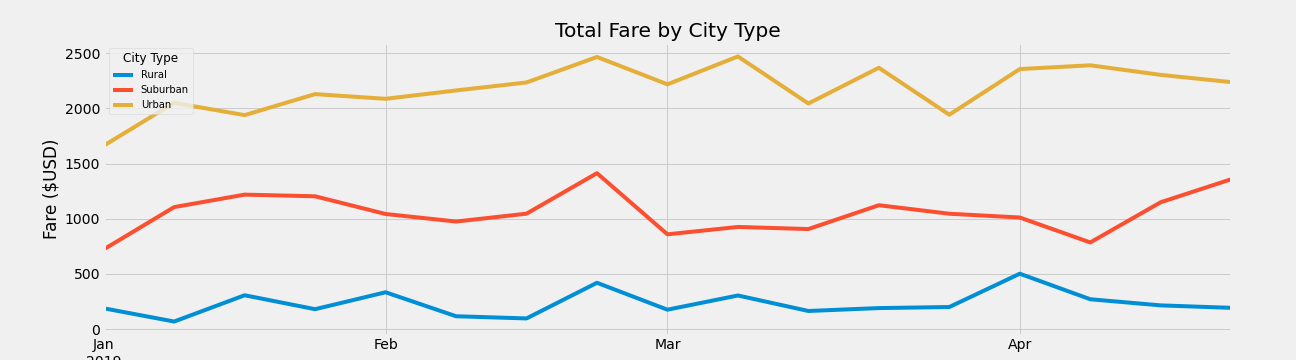 Total Fare by City Type
City Type
Rural
Suburban
Urban
Fare ($USD)
2500
2000
1500
1000
500
0
Jan Feb Mar Apr
2019